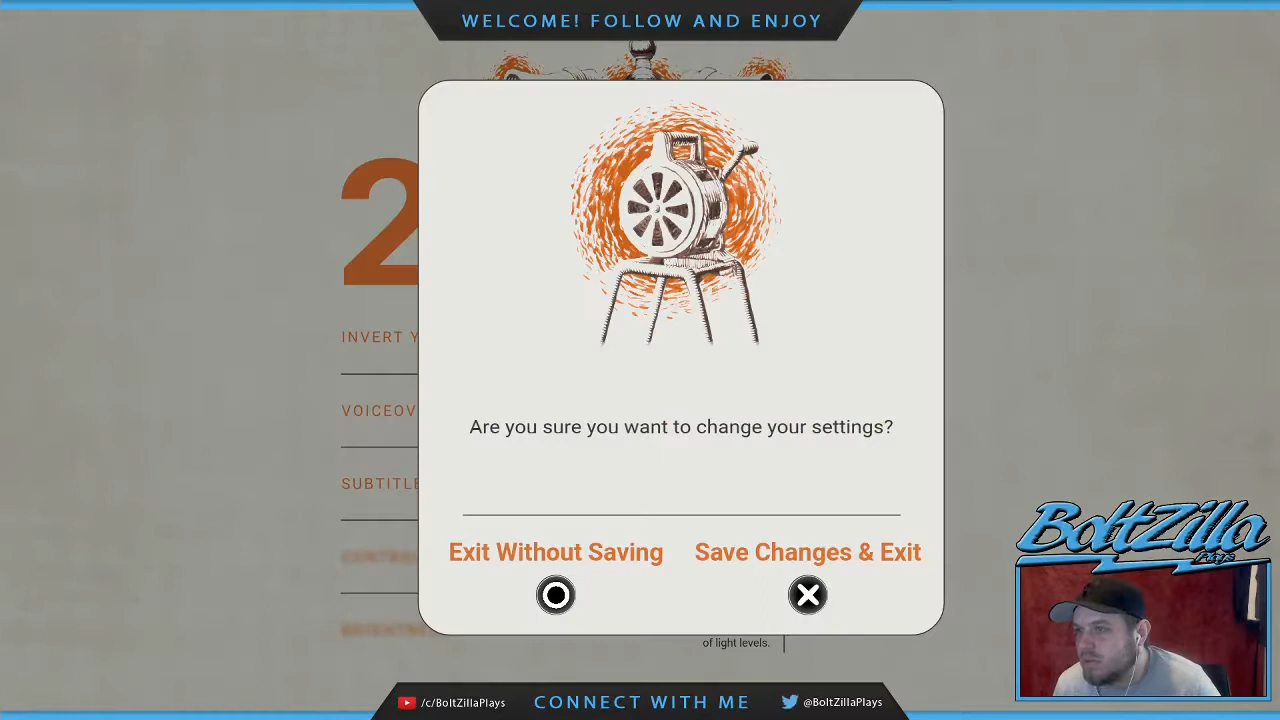 WELCOME! FOLLOW AND ENJOY
2
INVERT Y
VOICEOV
SUBTITLE
Are you sure you want to change your settings?
Exit Without Saving
Save Changes & Exit
of light levels.
BoltZilla
Plays
/c/BoltZillaPlays
CONNECT WITH ME
@BoltZillaPlays